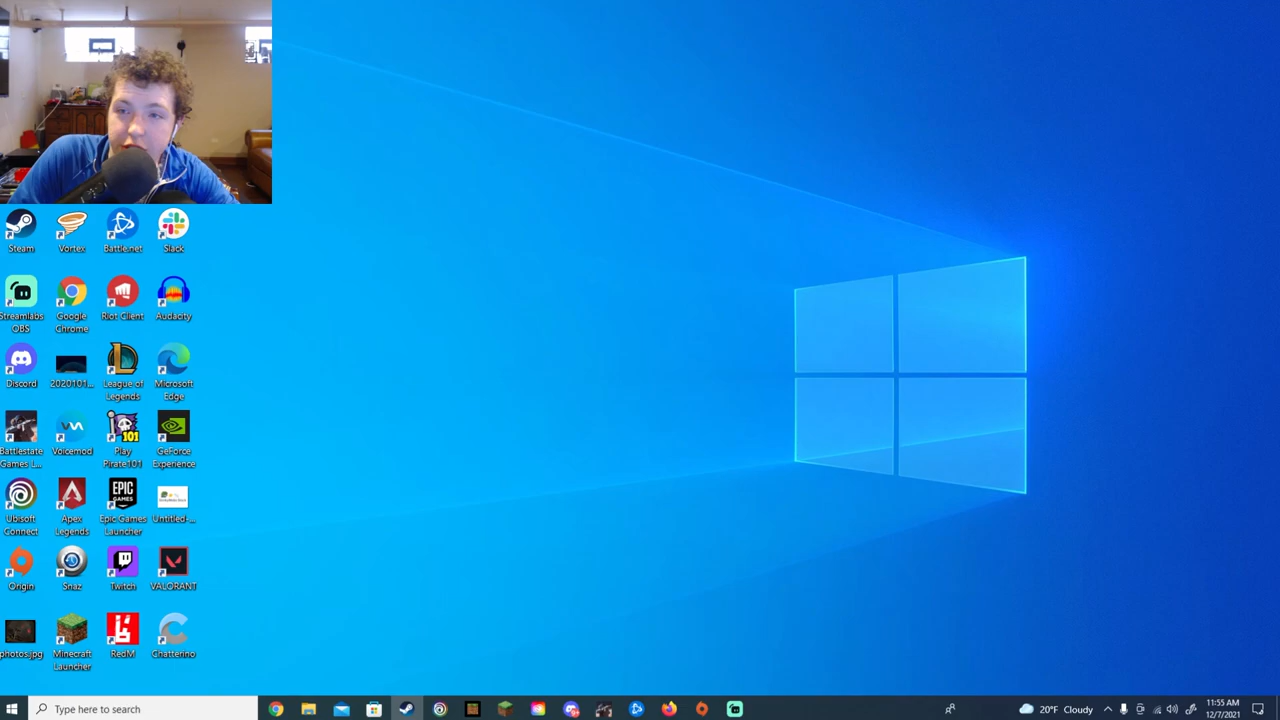 Steam
Vortex
Battle.net
Slack
Streamlabs
OBS
Google
Chrome
Riot Client
Audacity
Discord
2020101...
League of
Legends
Microsoft
Edge
Battlestate
Games L...
Voicemod
Play
Pirate101
GeForce
Experience
Ubisoft
Connect
Apex
Legends
EPIC
GAMES
Epic Games
Launcher
Untitled-...
Origin
Snaz
Twitch
VALORANT
photos.jpg
Minecraft
Launcher
RedM
Chatterino
Type here to search
20°F Cloudy
11:55 AM
12/7/2021